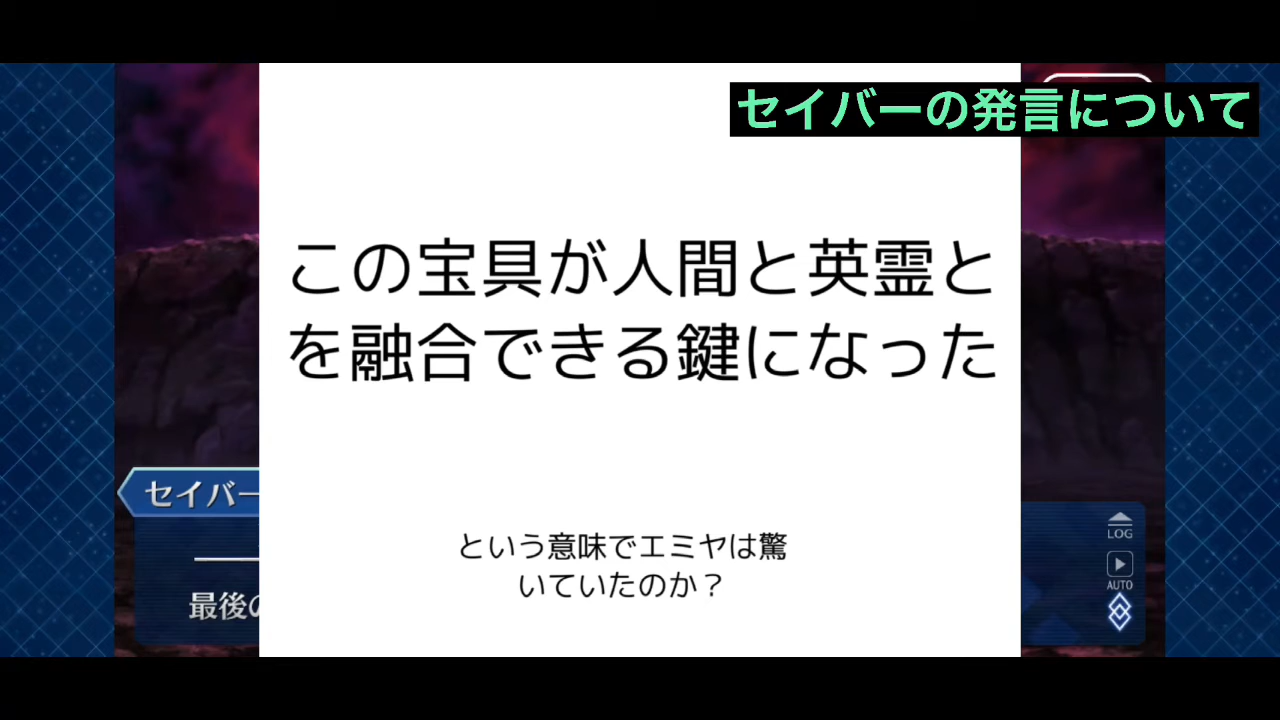 セイバーの発言について
この宝具が人間と英霊と
を融合できる鍵になった
セイバー
LOG
という意味でエミヤは驚
いていたのか？
AUTO
最後の